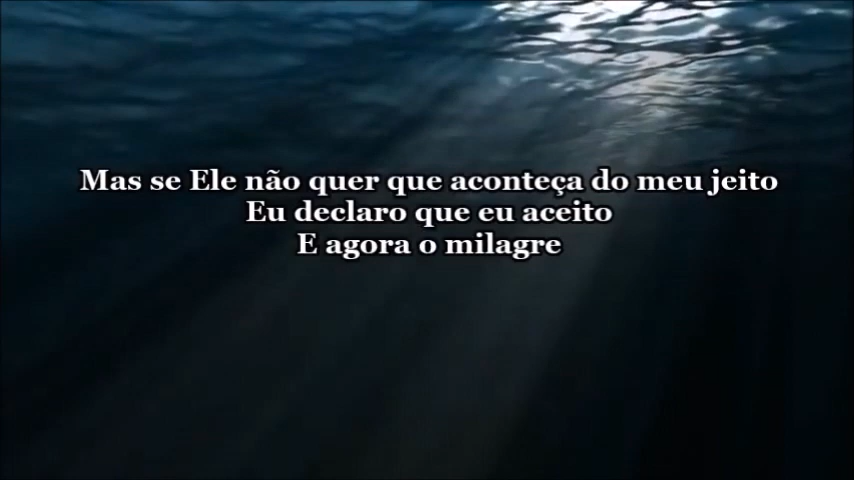 Mas se Ele não quer que aconteça do meu jeito
Eu declaro que eu aceito
E agora o milagre